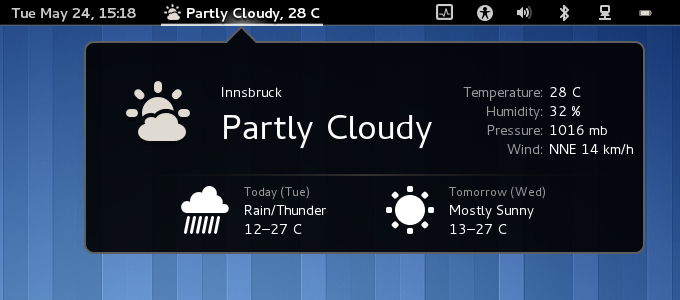 Tue May 24, 15:18 Partly Cloudy, 28 C
Innsbruck
Partly Cloudy
Temperature: 28 C
Humidity: 32 %
Pressure: 1016 mb
Wind: NNE 14 km/h
Today (Tue)
Rain/Thunder
12–27 C
Tomorrow (Wed)
Mostly Sunny
13–27 C